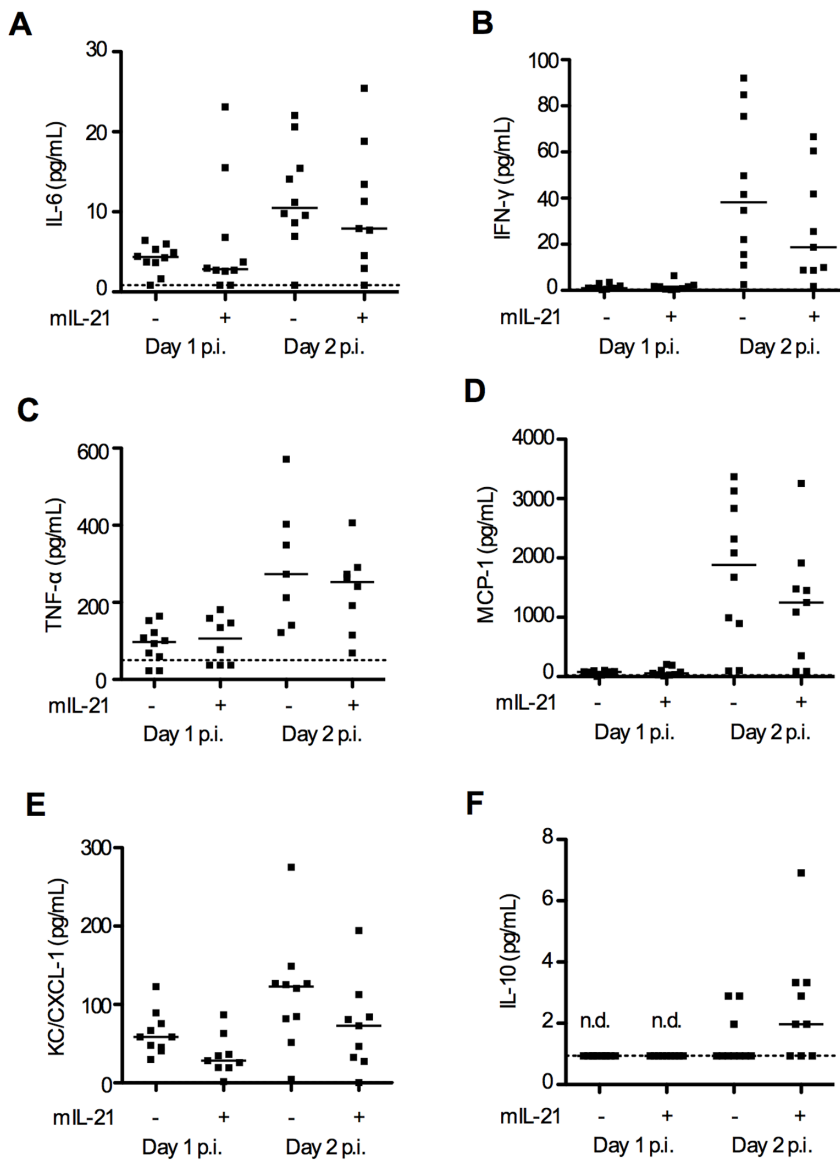 A
IL-6 (pg/mL)
30
20
10
0
mIL-21 - + - +
Day 1 p.i. Day 2 p.i.
B
IFN-γ (pg/mL)
100
80
60
40
20
0
mIL-21 - + - +
Day 1 p.i. Day 2 p.i.
C
TNF-α (pg/mL)
600
400
200
0
mIL-21 - + - +
Day 1 p.i. Day 2 p.i.
D
MCP-1 (pg/mL)
4000
3000
2000
1000
0
mIL-21 - + - +
Day 1 p.i. Day 2 p.i.
E
KC/CXCL-1 (pg/mL)
300
200
100
0
mIL-21 - + - +
Day 1 p.i. Day 2 p.i.
F
IL-10 (pg/mL)
8
6
4
2
0
n.d. n.d.
mIL-21 - + - +
Day 1 p.i. Day 2 p.i.